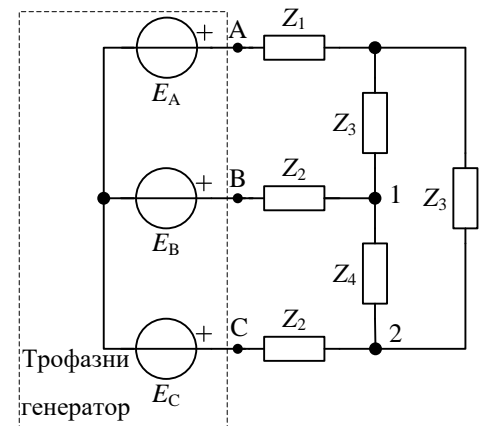 A
Z1
+
EA
Z3
B
Z2
+
1
Z3
EB
Z4
C
Z2
+
2
Трофазни
генератор
EC